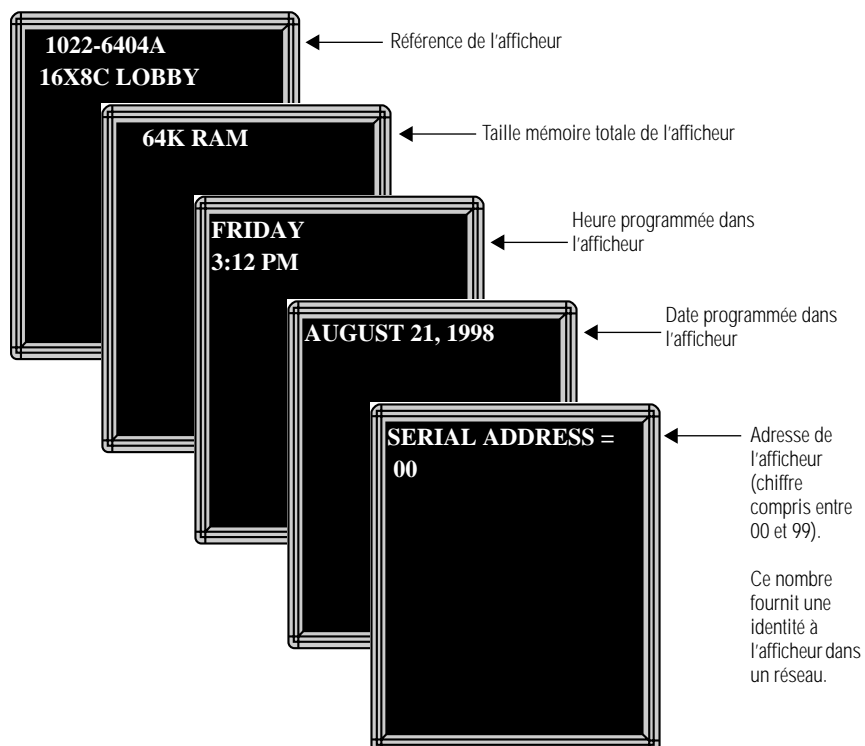 1022-6404A
16X8C LOBBY
Référence de l'afficheur
64K RAM
Taille mémoire totale de l'afficheur
FRIDAY
3:12 PM
Heure programmée dans
l'afficheur
AUGUST 21, 1998
Date programmée dans
l'afficheur
SERIAL ADDRESS =
00
Adresse de
l'afficheur
(chiffre
compris entre
00 et 99).
Ce nombre
fournit une
identité à
l'afficheur dans
un réseau.